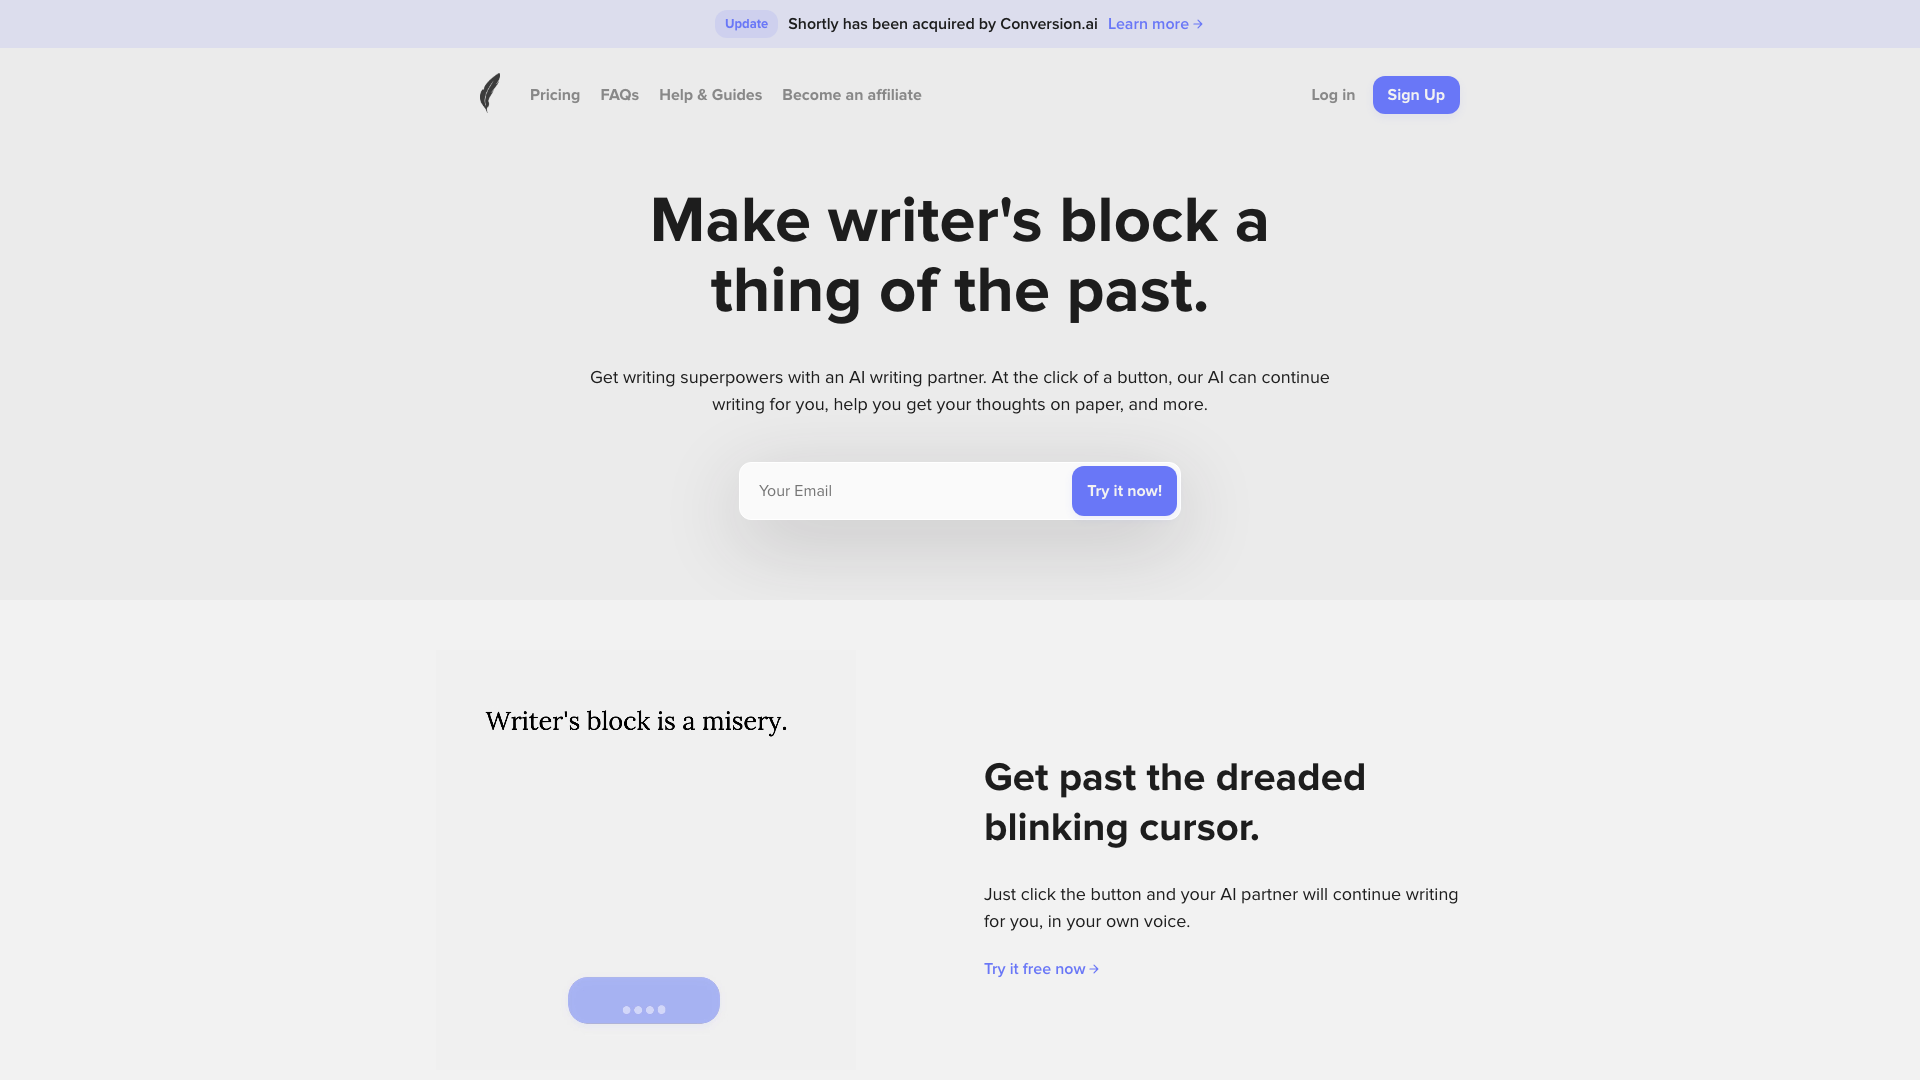 Update Shortly has been acquired by Conversion.ai Learn more →
Pricing FAQs Help & Guides Become an affiliate Log in Sign Up
Make writer's block a
thing of the past.
Get writing superpowers with an AI writing partner. At the click of a button, our AI can continue
writing for you, help you get your thoughts on paper, and more.
Your Email Try it now!
Writer's block is a misery.
Get past the dreaded
blinking cursor.
Just click the button and your AI partner will continue writing
for you, in your own voice.
Try it free now →